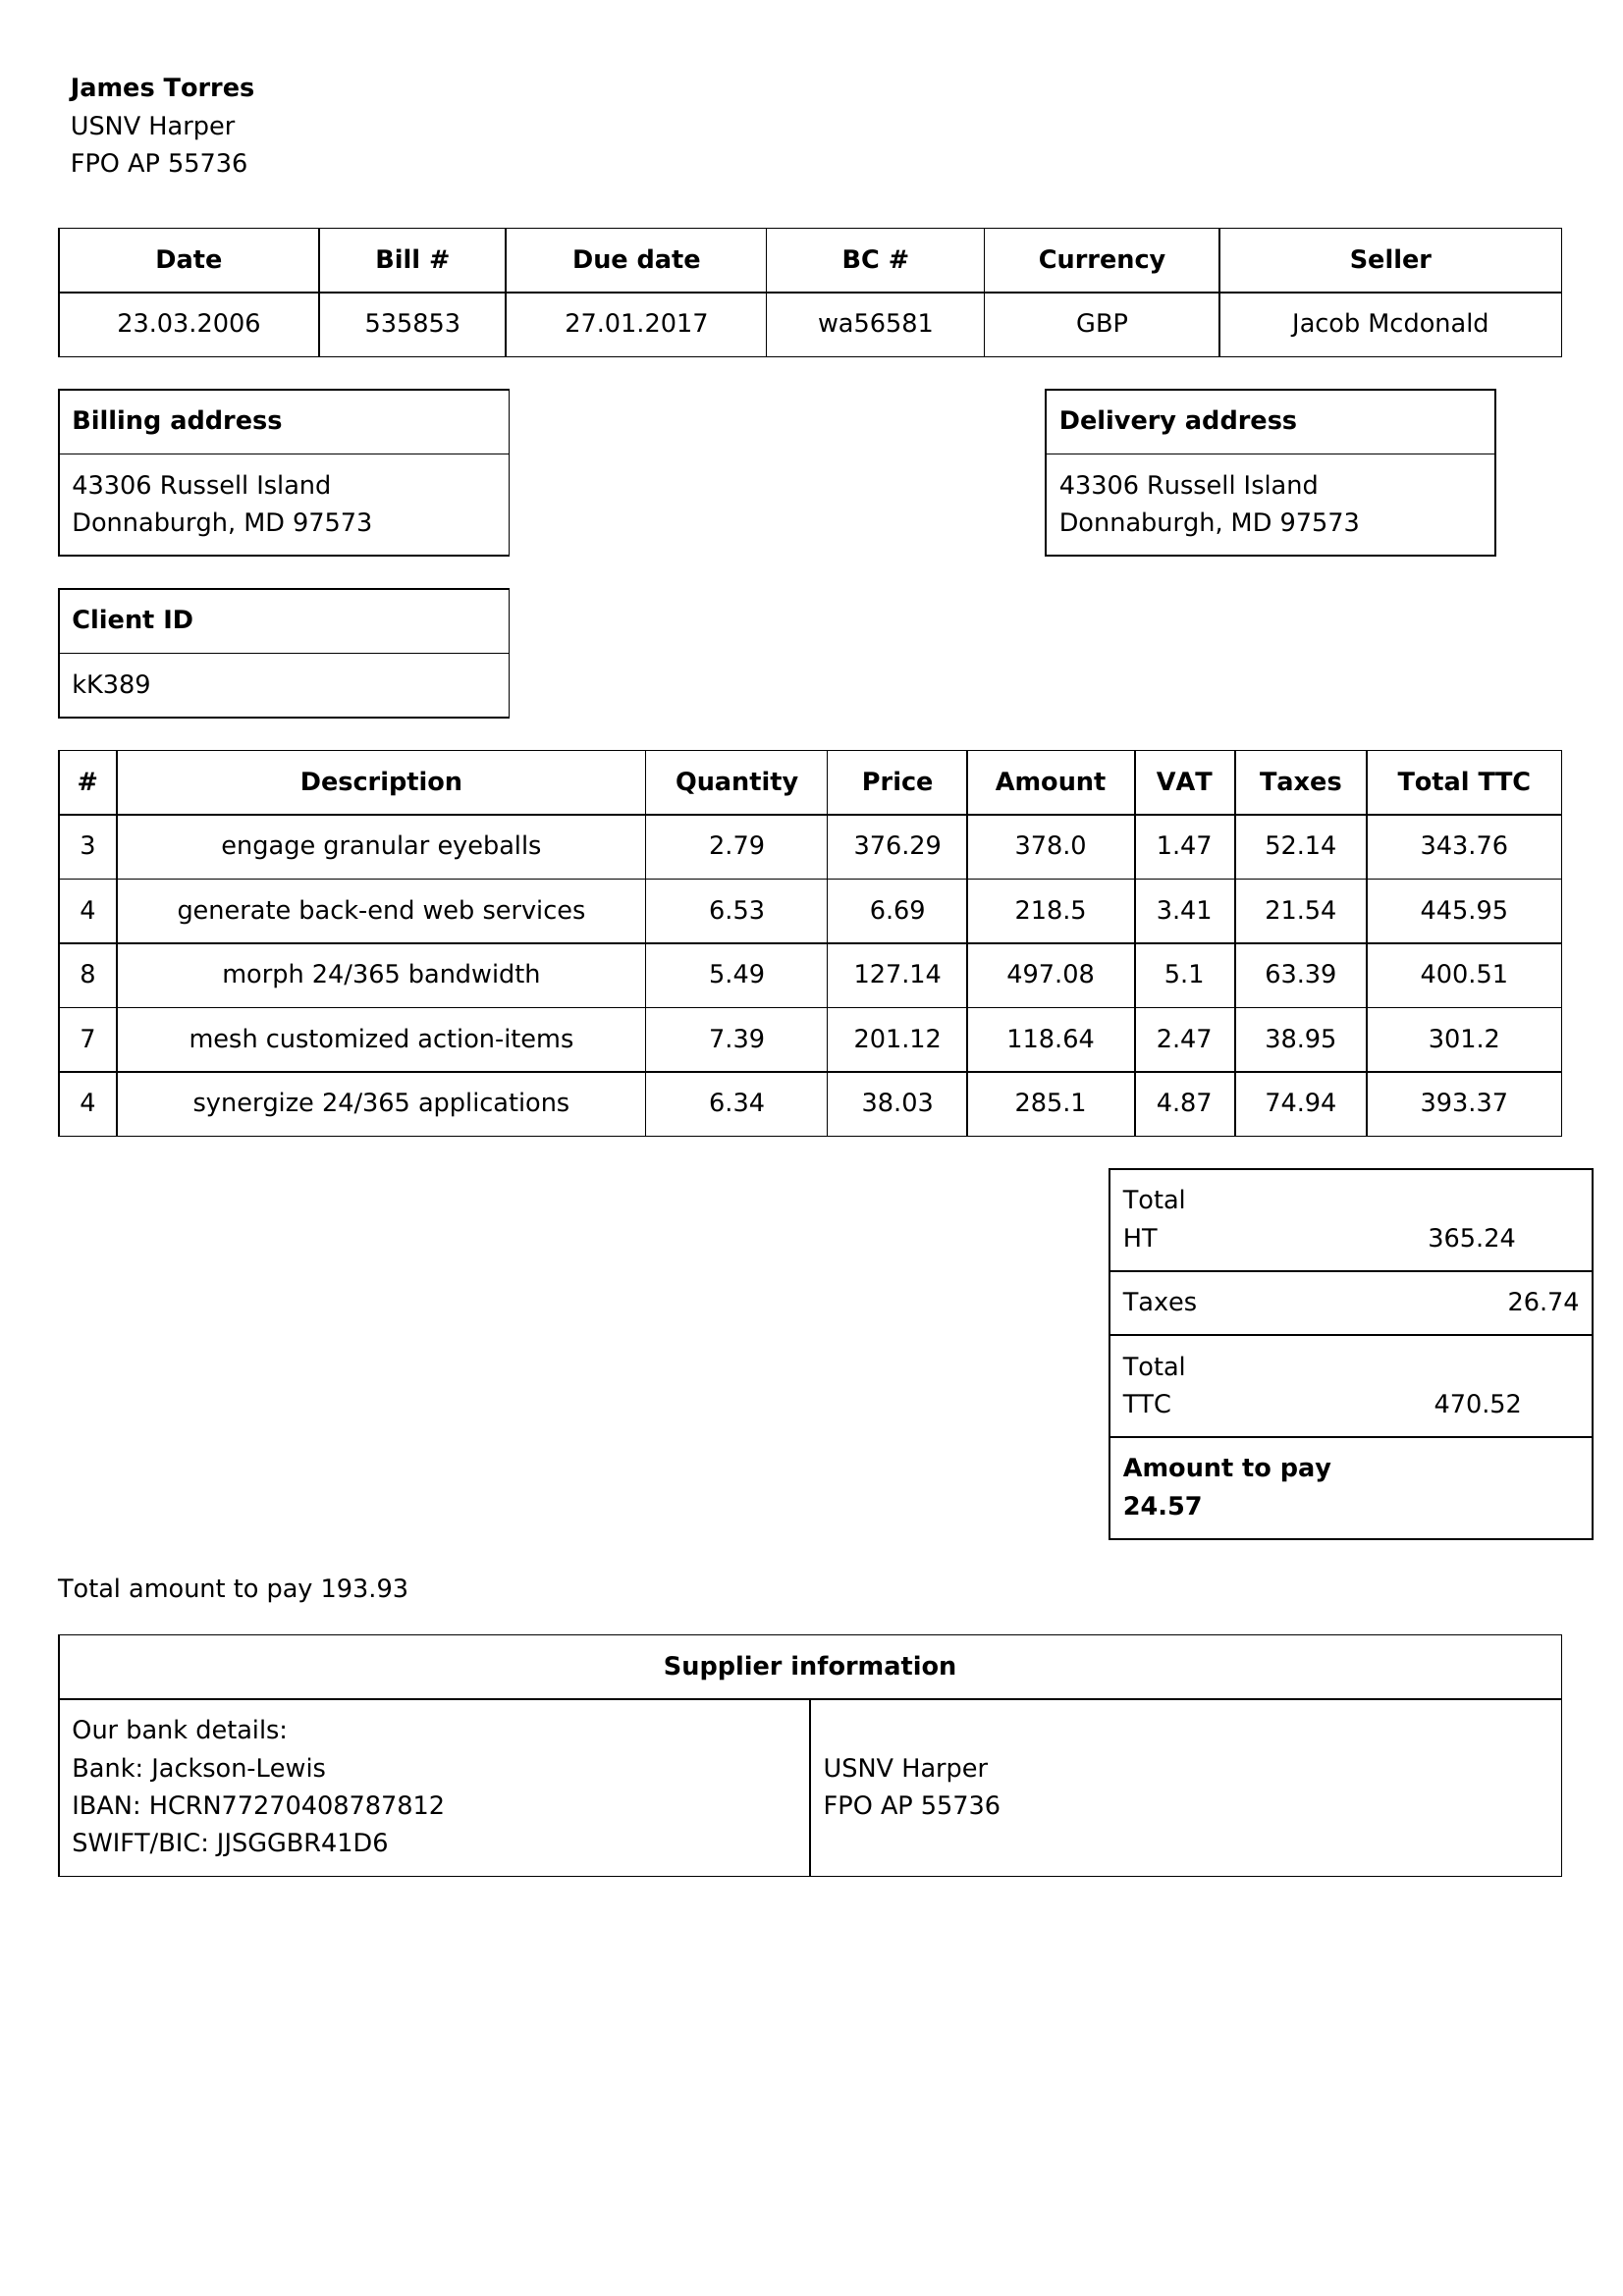 James Torres
USNV Harper
FPO AP 55736
Date Bill # Due date BC # Currency Seller
23.03.2006 535853 27.01.2017 wa56581 GBP Jacob Mcdonald
Billing address
43306 Russell Island
Donnaburgh, MD 97573
Delivery address
43306 Russell Island
Donnaburgh, MD 97573
Client ID
kK389
# Description Quantity Price Amount VAT Taxes Total TTC
3 engage granular eyeballs 2.79 376.29 378.0 1.47 52.14 343.76
4 generate back-end web services 6.53 6.69 218.5 3.41 21.54 445.95
8 morph 24/365 bandwidth 5.49 127.14 497.08 5.1 63.39 400.51
7 mesh customized action-items 7.39 201.12 118.64 2.47 38.95 301.2
4 synergize 24/365 applications 6.34 38.03 285.1 4.87 74.94 393.37
Total
HT 365.24
Taxes 26.74
Total
TTC 470.52
Amount to pay
24.57
Total amount to pay 193.93
Supplier information
Our bank details:
Bank: Jackson-Lewis
IBAN: HCRN77270408787812
SWIFT/BIC: JJSGGBR41D6
USNV Harper
FPO AP 55736